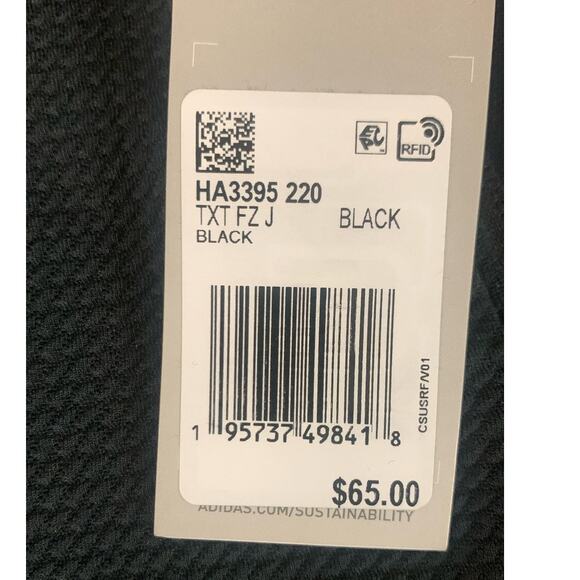 RFID
HA3395 220
TXT FZ J BLACK
BLACK
CSUSRF/V01
1 95737 49841 8
$65.00
ADIDAS.COM/SUSTAINABILITY